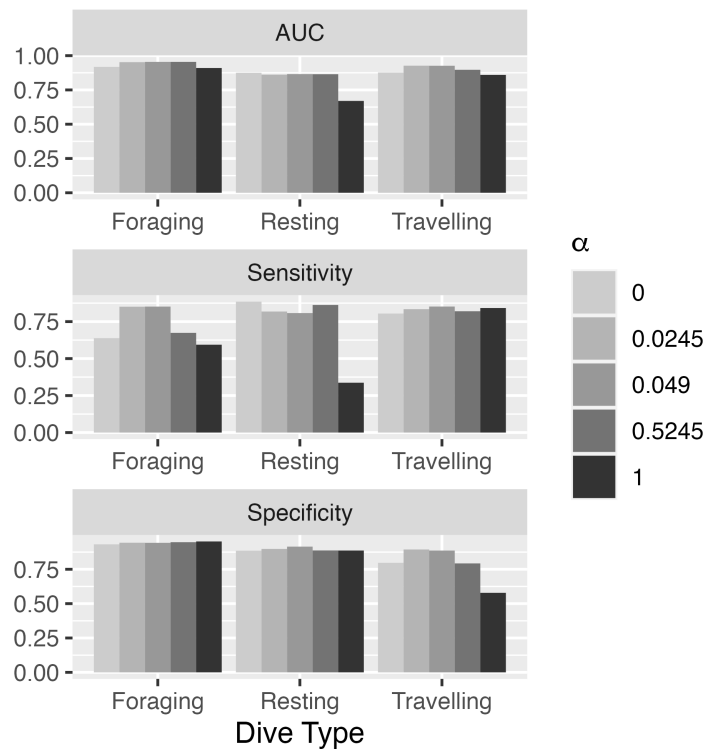 AUC
1.00
0.75
0.50
0.25
0.00
Foraging Resting Travelling
Sensitivity
0.75
0.50
0.25
0.00
Foraging Resting Travelling
Specificity
0.75
0.50
0.25
0.00
Foraging Resting Travelling
Dive Type
α
0
0.0245
0.049
0.5245
1